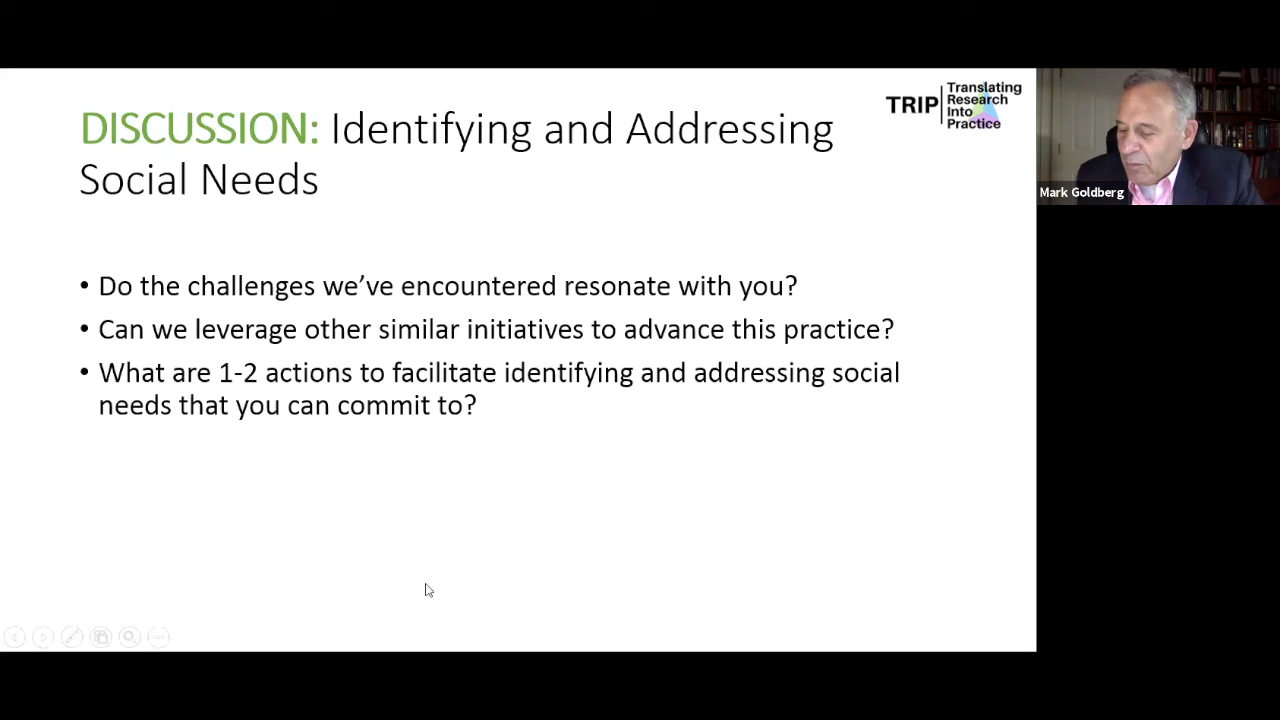 DISCUSSION: Identifying and Addressing
Social Needs
TRIP
Translating
Research
Into
Practice
Mark Goldberg
• Do the challenges we’ve encountered resonate with you?
• Can we leverage other similar initiatives to advance this practice?
• What are 1-2 actions to facilitate identifying and addressing social
needs that you can commit to?